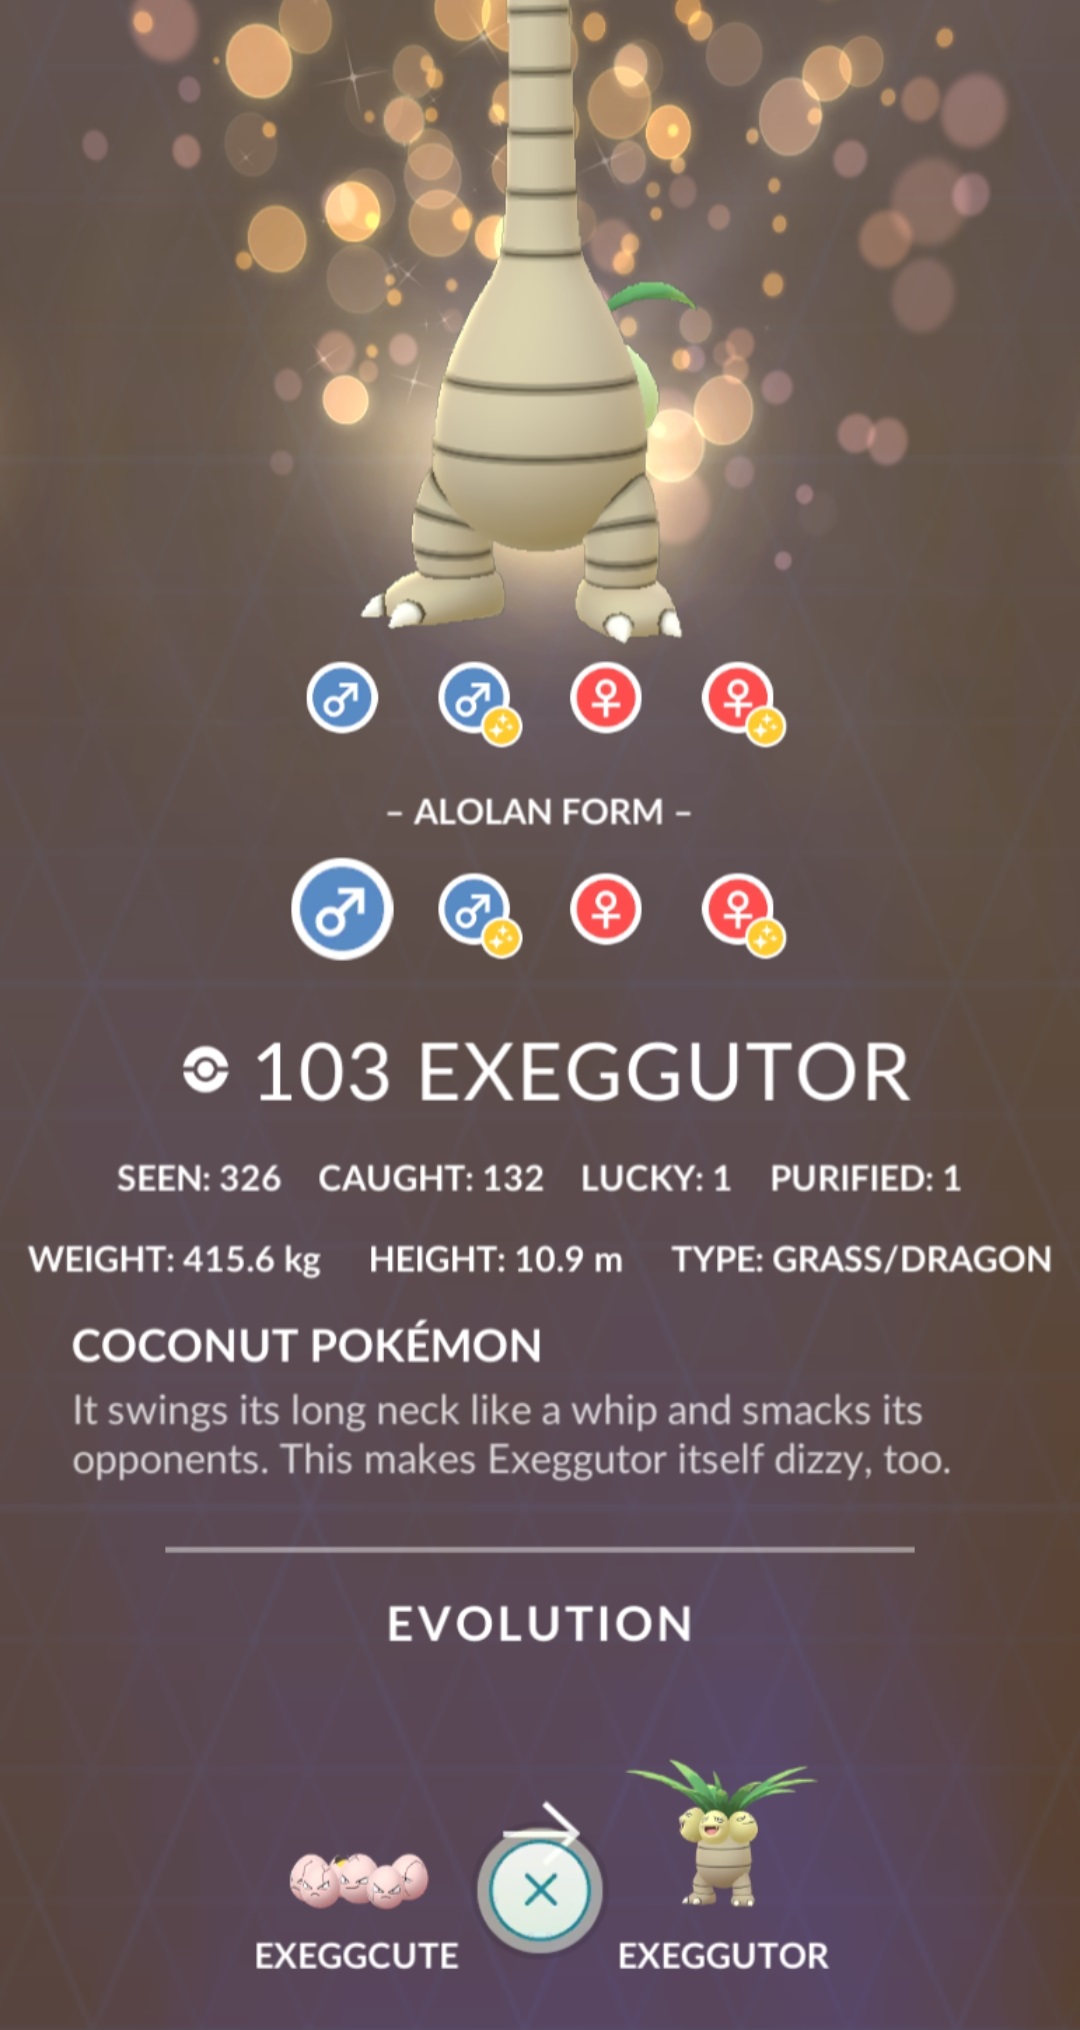 – ALOLAN FORM –
103 EXEGGUTOR
SEEN: 326 CAUGHT: 132 LUCKY: 1 PURIFIED: 1
WEIGHT: 415.6 kg HEIGHT: 10.9 m TYPE: GRASS/DRAGON
COCONUT POKÉMON
It swings its long neck like a whip and smacks its
opponents. This makes Exeggutor itself dizzy, too.
EVOLUTION
EXEGGCUTE EXEGGUTOR